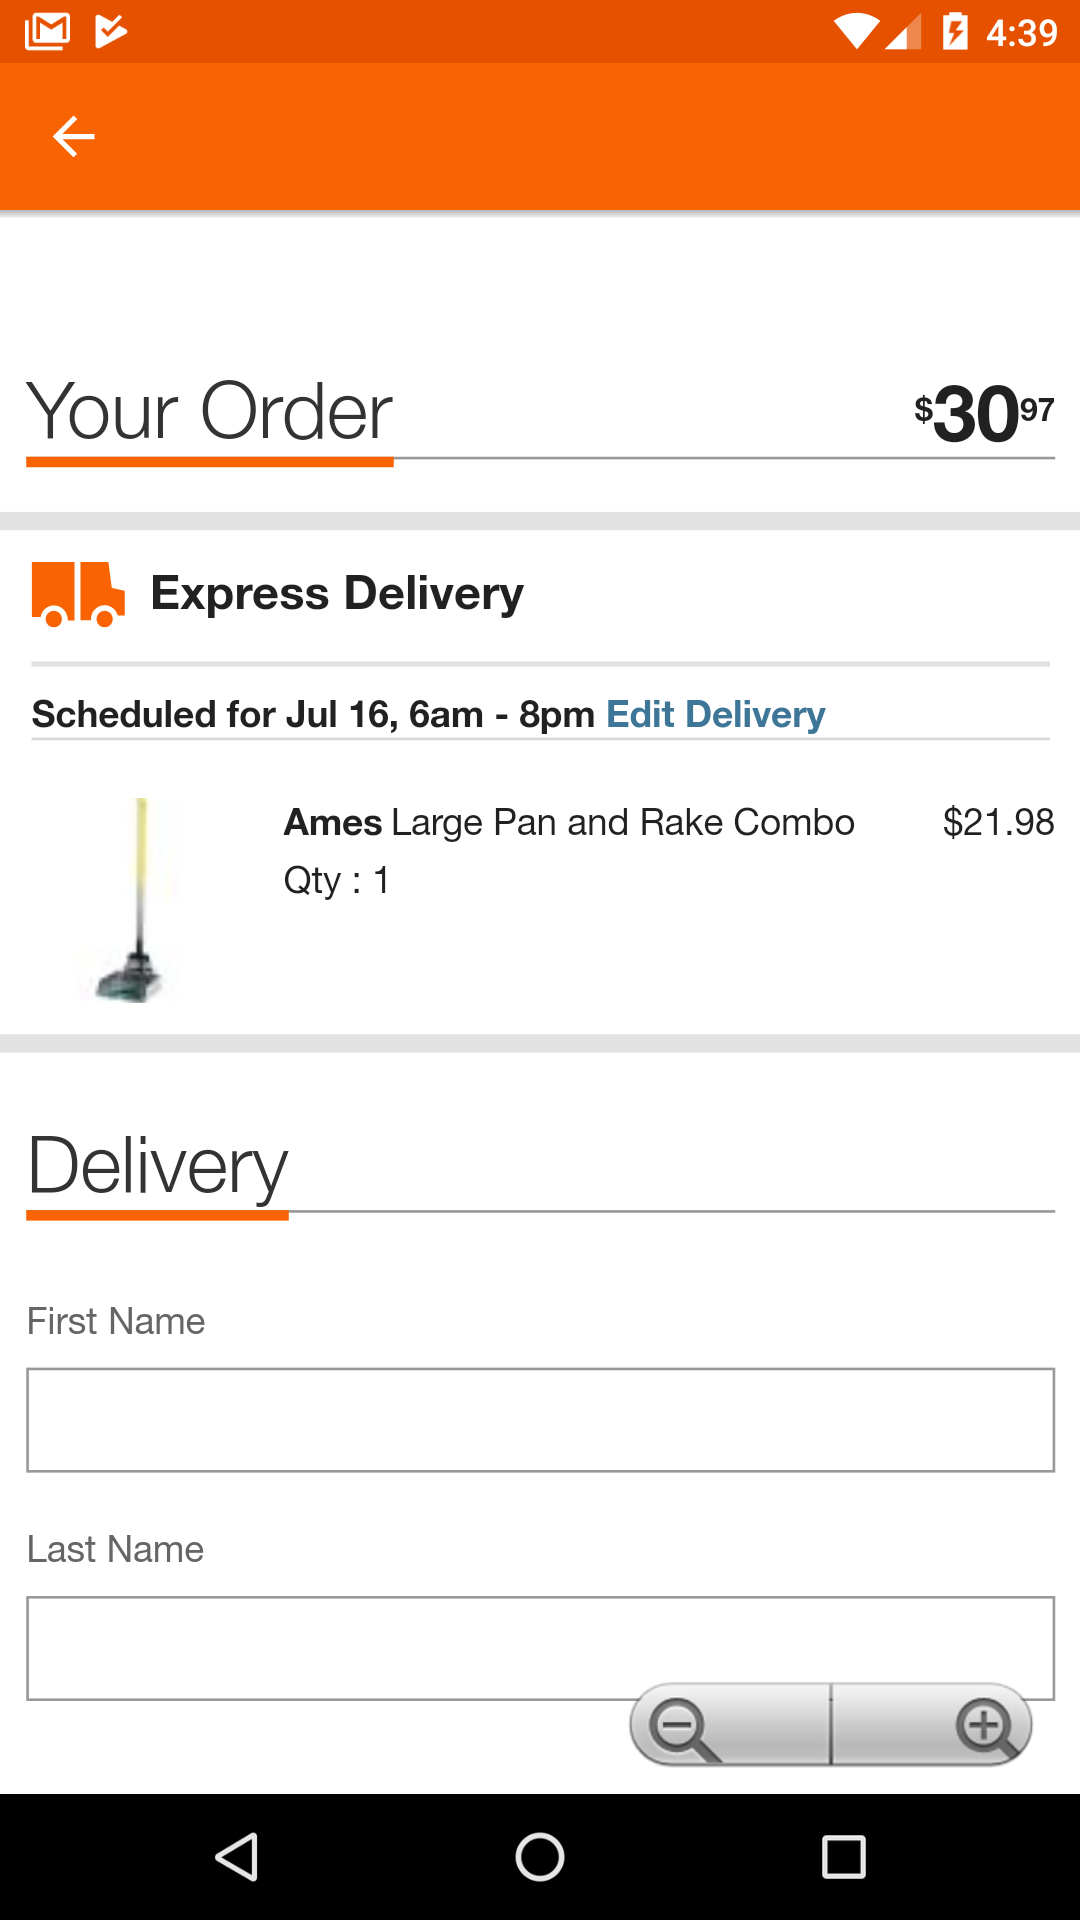 4:39
Your Order
$30 97
Express Delivery
Scheduled for Jul 16, 6am - 8pm Edit Delivery
Ames Large Pan and Rake Combo $21.98
Qty : 1
Delivery
First Name
Last Name